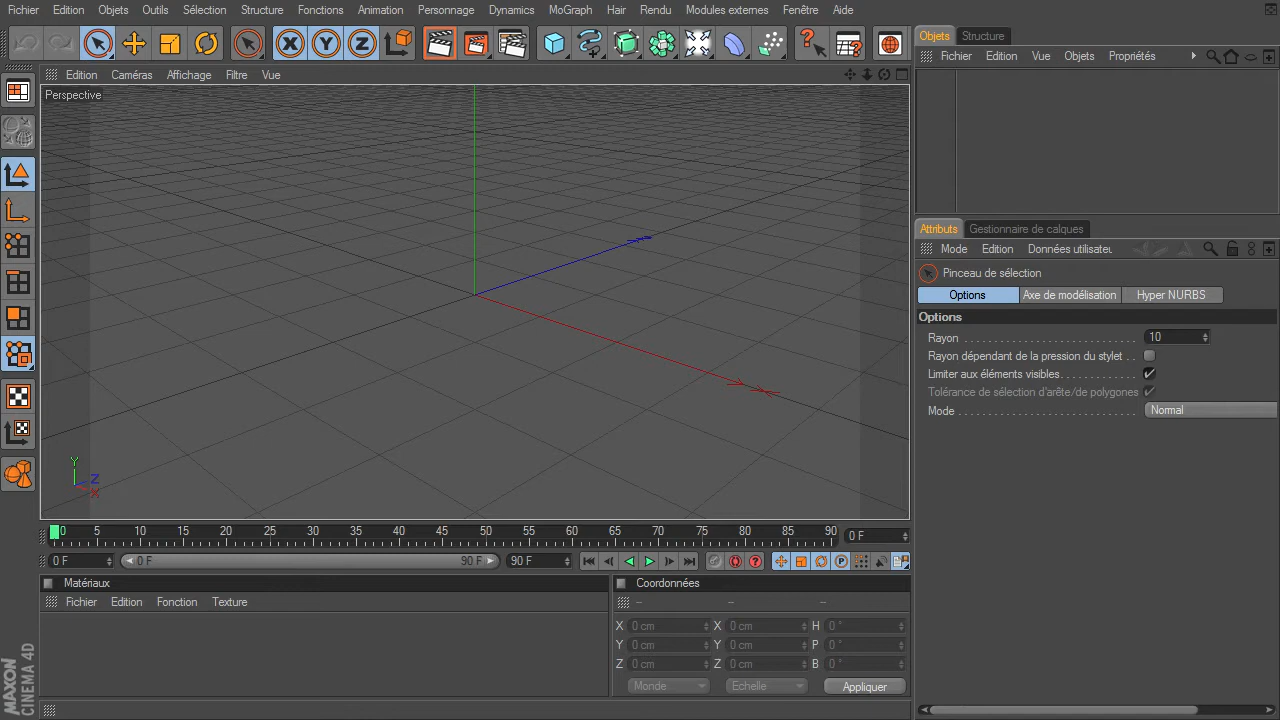 Fichier Edition Objets Outils Sélection Structure Fonctions Animation Personnage Dynamics MoGraph Hair Rendu Modules externes Fenêtre Aide
X Y Z
Objets Structure
Fichier Edition Vue Objets Propriétés
Edition Caméras Affichage Filtre Vue
Perspective
Y
Z
X
Attributs Gestionnaire de calques
Mode Edition Données utilisateu
Pinceau de sélection
Options Axe de modélisation Hyper NURBS
Options
Rayon 10
Rayon dépendant de la pression du stylet
Limiter aux éléments visibles
Tolérance de sélection d'arête/de polygones
Mode Normal
0 5 10 15 20 25 30 35 40 45 50 55 60 65 70 75 80 85 90 0 F
0 F 0 F 90 F 90 F P
Matériaux
Fichier Edition Fonction Texture
Coordonnées
-- -- --
X 0 cm X 0 cm H 0 °
Y 0 cm Y 0 cm P 0 °
Z 0 cm Z 0 cm B 0 °
Monde Echelle Appliquer
MAXON
CINEMA 4D